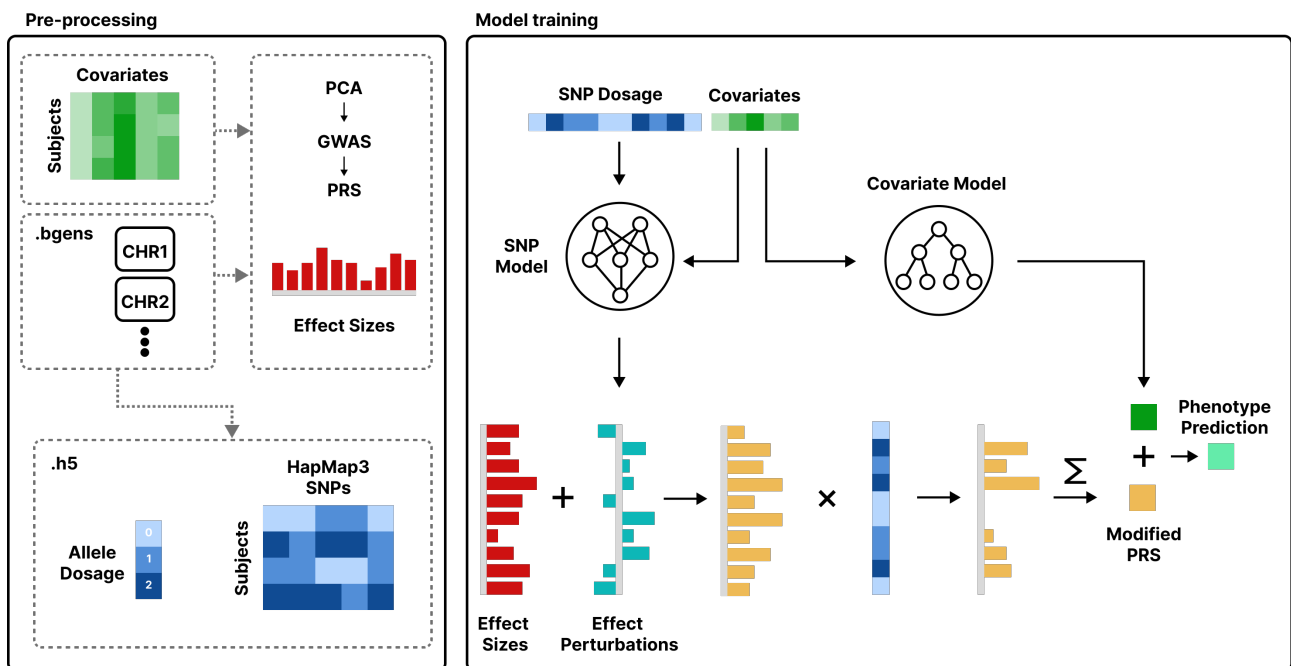 Pre-processing
Covariates
Subjects
PCA
GWAS
PRS
.bgens
CHR1
CHR2
Effect Sizes
.h5
HapMap3
SNPs
Allele
Dosage
0
1
2
Subjects
Model training
SNP Dosage
Covariates
SNP
Model
Covariate Model
Effect
Sizes
+
Effect
Perturbations
×
Σ
+
Modified
PRS
Phenotype
Prediction